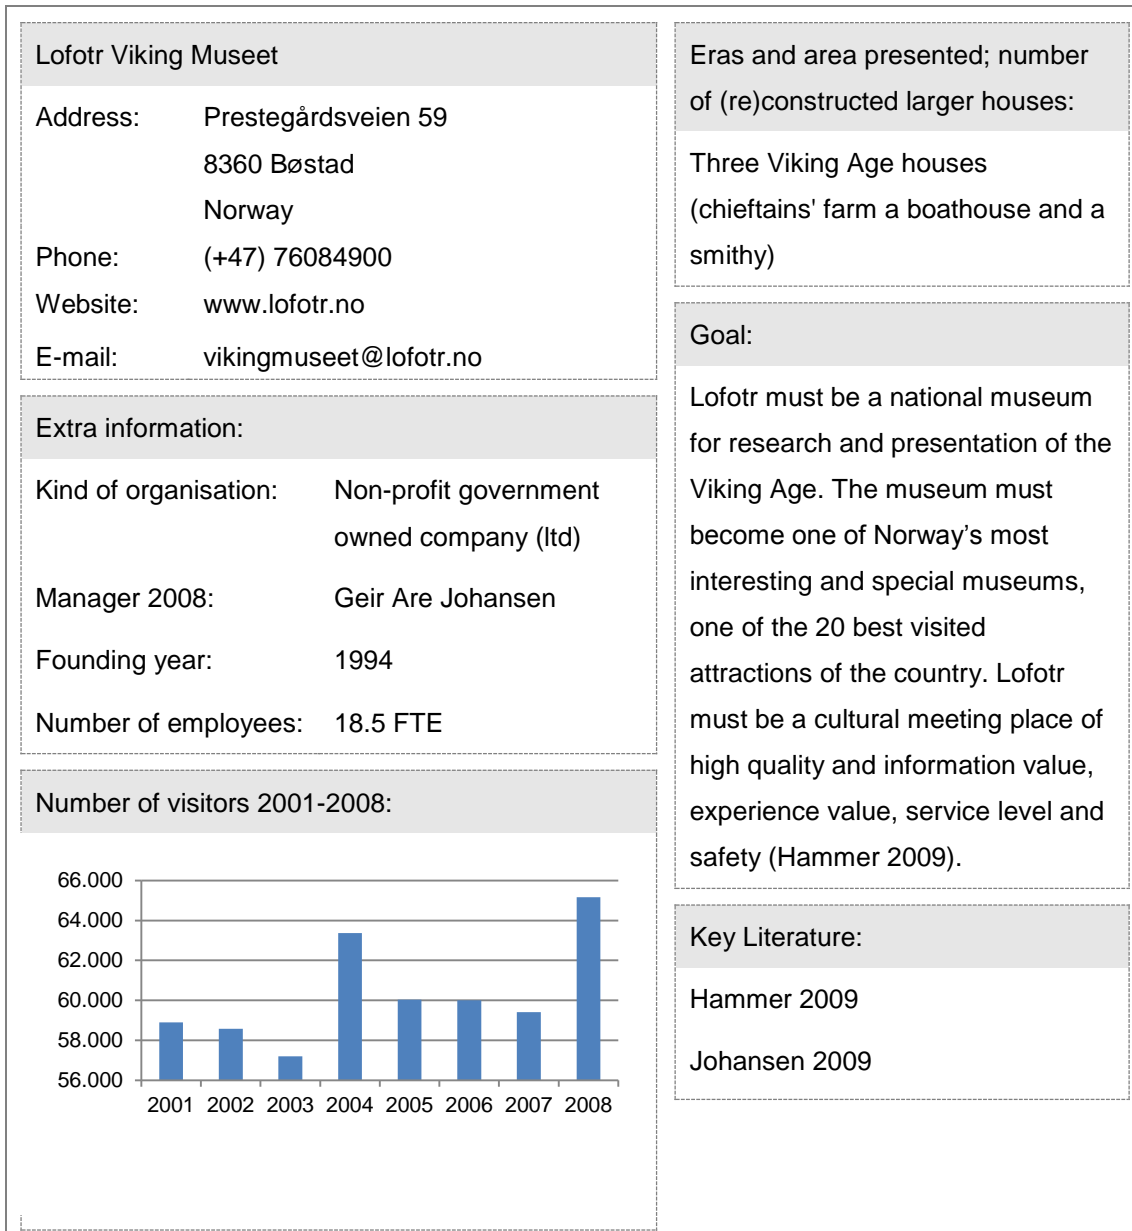 Lofotr Viking Museet
Address: Prestegårdsveien 59
8360 Bøstad
Norway
Phone: (+47) 76084900
Website: www.lofotr.no
E-mail: vikingmuseet@lofotr.no
Extra information:
Kind of organisation: Non-profit government
owned company (ltd)
Manager 2008: Geir Are Johansen
Founding year: 1994
Number of employees: 18.5 FTE
Number of visitors 2001-2008:
66.000
64.000
62.000
60.000
58.000
56.000
2001 2002 2003 2004 2005 2006 2007 2008
Eras and area presented; number
of (re)constructed larger houses:
Three Viking Age houses
(chieftains' farm a boathouse and a
smithy)
Goal:
Lofotr must be a national museum
for research and presentation of the
Viking Age. The museum must
become one of Norway’s most
interesting and special museums,
one of the 20 best visited
attractions of the country. Lofotr
must be a cultural meeting place of
high quality and information value,
experience value, service level and
safety (Hammer 2009).
Key Literature:
Hammer 2009
Johansen 2009